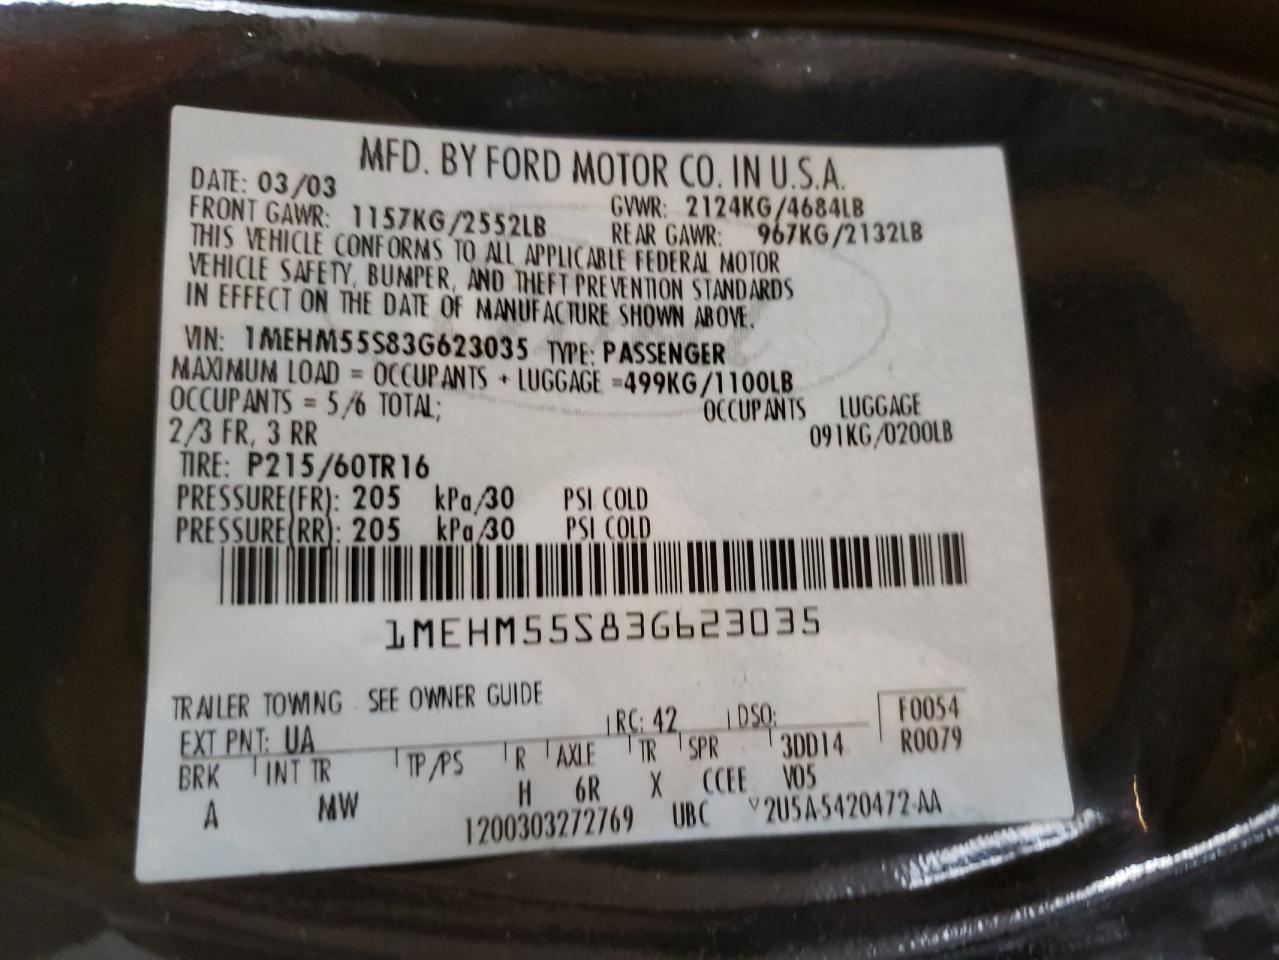 MFD. BY FORD MOTOR CO. IN U.S.A.
DATE: 03/03 GVWR: 2124KG/4684LB
FRONT GAWR: 1157KG/2552LB REAR GAWR: 967KG/2132LB
THIS VEHICLE CONFORMS TO ALL APPLICABLE FEDERAL MOTOR
VEHICLE SAFETY, BUMPER, AND THEFT PREVENTION STANDARDS
IN EFFECT ON THE DATE OF MANUFACTURE SHOWN ABOVE.
VIN: 1MEHM55S83G623035 TYPE: PASSENGER
MAXIMUM LOAD = OCCUPANTS + LUGGAGE =499KG/1100LB
OCCUPANTS = 5/6 TOTAL; OCCUPANTS LUGGAGE
2/3 FR, 3 RR 091KG/0200LB
TIRE: P215/60TR16
PRESSURE(FR): 205 kPa/30 PSI COLD
PRESSURE(RR): 205 kPa/30 PSI COLD
1MEHM55S83G623035
TRAILER TOWING SEE OWNER GUIDE
EXT PNT: UA RC: 42 DSO: F0054
BRK INT TR TP/PS R AXLE TR SPR 3DD14 R0079
A MW H 6R X CCEE V05
1200303272769 UBC V2U5A-5420472-AA